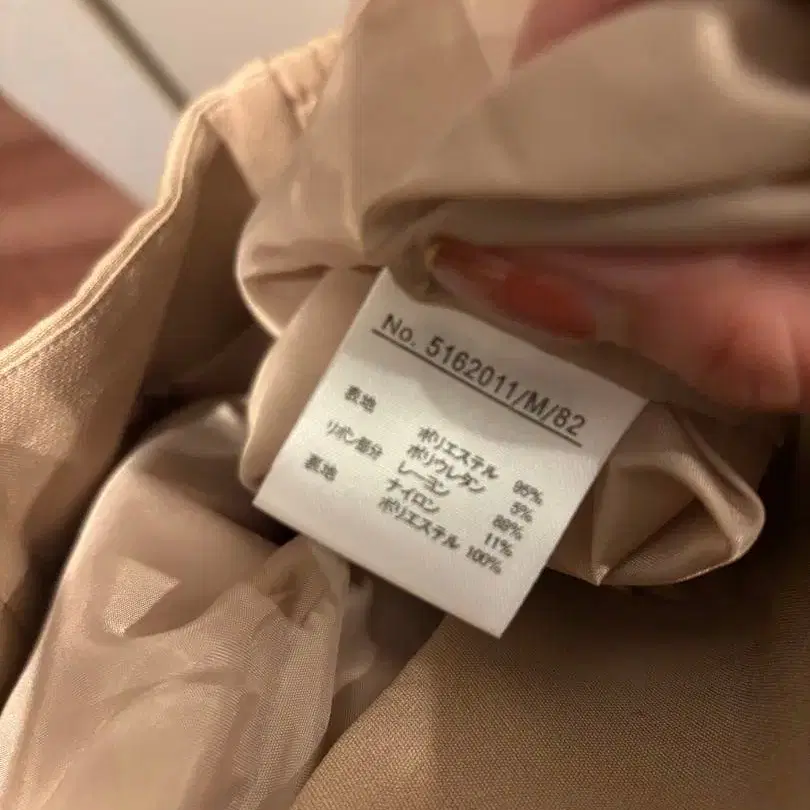 No. 5162011/M/82
表地 ポリエステル 95%
ポリウレタン 5%
リボン部分 レーヨン 89%
ナイロン 11%
裏地 ポリエステル 100%